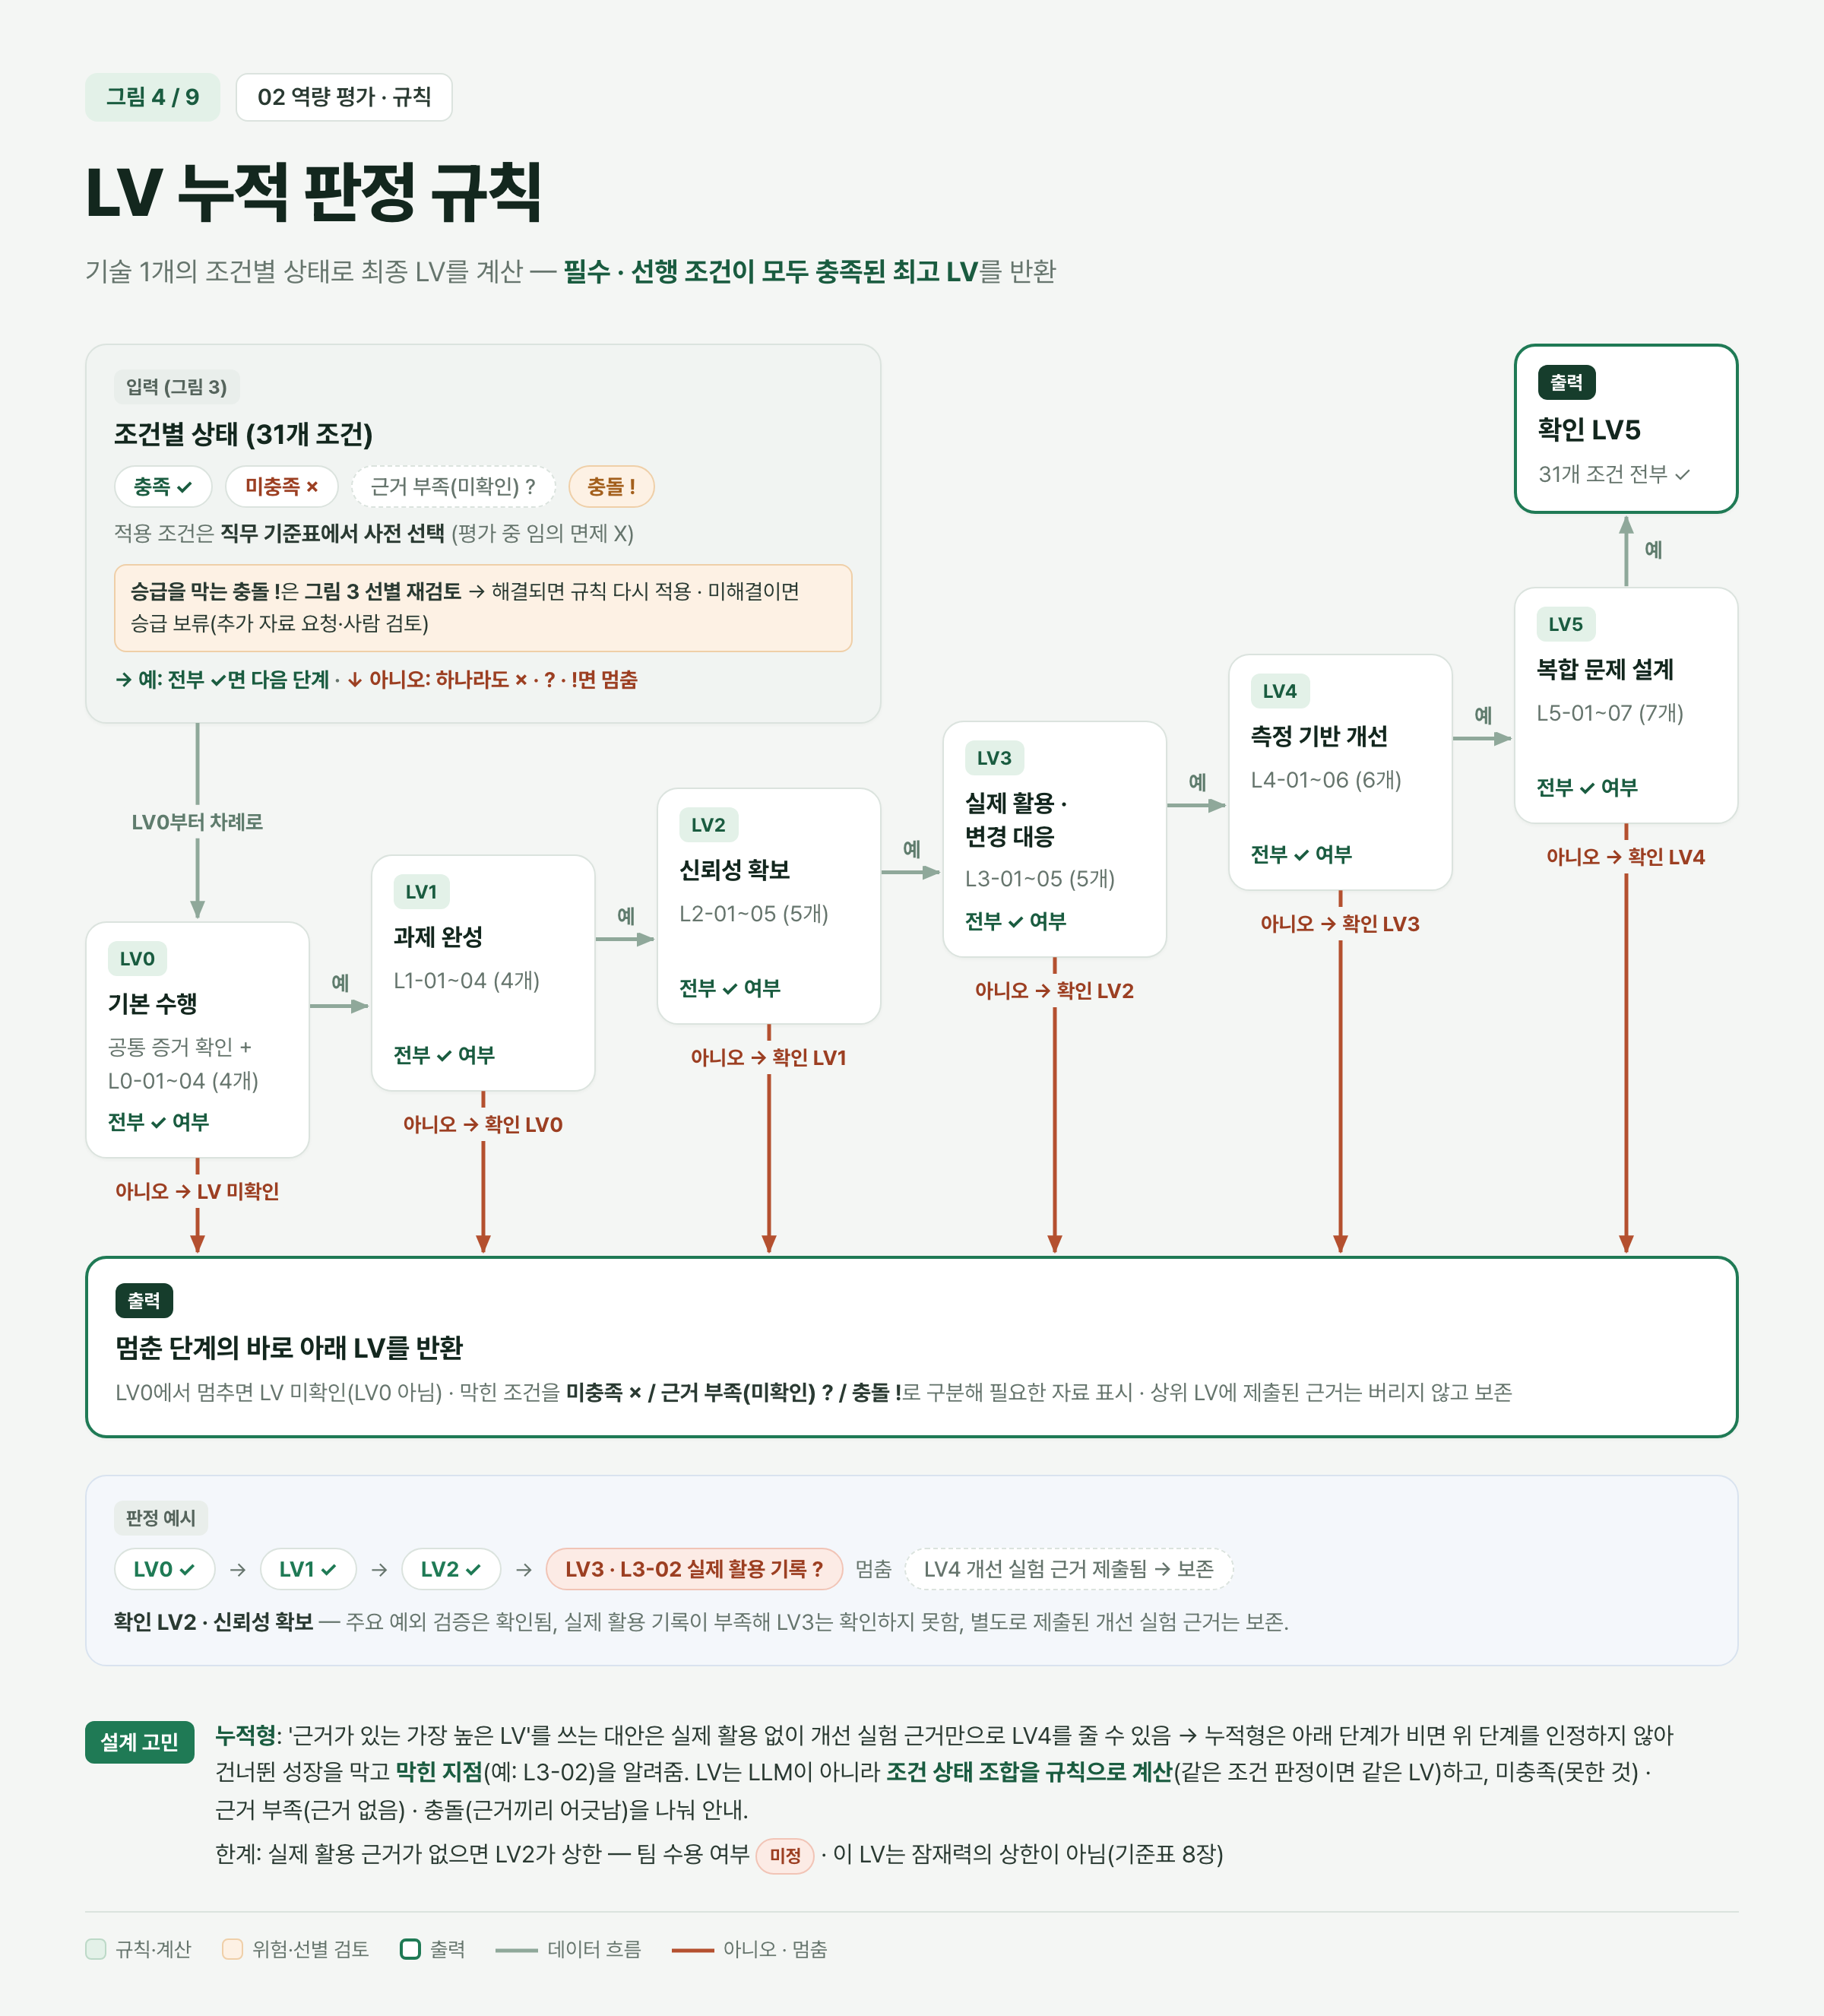 그림 4 / 9
02 역량 평가 · 규칙
LV 누적 판정 규칙
기술 1개의 조건별 상태로 최종 LV를 계산 — 필수 · 선행 조건이 모두 충족된 최고 LV를 반환
입력 (그림 3)
조건별 상태 (31개 조건)
충족 ✓
미충족 ×
근거 부족(미확인) ?
충돌 !
적용 조건은 직무 기준표에서 사전 선택 (평가 중 임의 면제 X)
승급을 막는 충돌 !은 그림 3 선별 재검토 → 해결되면 규칙 다시 적용 · 미해결이면
승급 보류(추가 자료 요청·사람 검토)
→ 예: 전부 ✓면 다음 단계 · ↓ 아니오: 하나라도 × · ? · !면 멈춤
출력
확인 LV5
31개 조건 전부 ✓
예
LV5
복합 문제 설계
L5-01~07 (7개)
전부 ✓ 여부
아니오 → 확인 LV4
예
LV4
측정 기반 개선
L4-01~06 (6개)
전부 ✓ 여부
아니오 → 확인 LV3
예
LV3
실제 활용 ·
변경 대응
L3-01~05 (5개)
전부 ✓ 여부
아니오 → 확인 LV2
예
LV2
신뢰성 확보
L2-01~05 (5개)
전부 ✓ 여부
아니오 → 확인 LV1
예
LV1
과제 완성
L1-01~04 (4개)
전부 ✓ 여부
아니오 → 확인 LV0
예
LV0부터 차례로
LV0
기본 수행
공통 증거 확인 +
L0-01~04 (4개)
전부 ✓ 여부
아니오 → LV 미확인
출력
멈춘 단계의 바로 아래 LV를 반환
LV0에서 멈추면 LV 미확인(LV0 아님) · 막힌 조건을 미충족 × / 근거 부족(미확인) ? / 충돌 !로 구분해 필요한 자료 표시 · 상위 LV에 제출된 근거는 버리지 않고 보존
판정 예시
LV0 ✓ → LV1 ✓ → LV2 ✓ → LV3 · L3-02 실제 활용 기록 ? 멈춤 LV4 개선 실험 근거 제출됨 → 보존
확인 LV2 · 신뢰성 확보 — 주요 예외 검증은 확인됨, 실제 활용 기록이 부족해 LV3는 확인하지 못함, 별도로 제출된 개선 실험 근거는 보존.
설계 고민
누적형: '근거가 있는 가장 높은 LV'를 쓰는 대안은 실제 활용 없이 개선 실험 근거만으로 LV4를 줄 수 있음 → 누적형은 아래 단계가 비면 위 단계를 인정하지 않아
건너뛴 성장을 막고 막힌 지점(예: L3-02)을 알려줌. LV는 LLM이 아니라 조건 상태 조합을 규칙으로 계산(같은 조건 판정이면 같은 LV)하고, 미충족(못한 것) ·
근거 부족(근거 없음) · 충돌(근거끼리 어긋남)을 나눠 안내.
한계: 실제 활용 근거가 없으면 LV2가 상한 — 팀 수용 여부 미정 · 이 LV는 잠재력의 상한이 아님(기준표 8장)
규칙·계산
위험·선별 검토
출력
데이터 흐름
아니오 · 멈춤